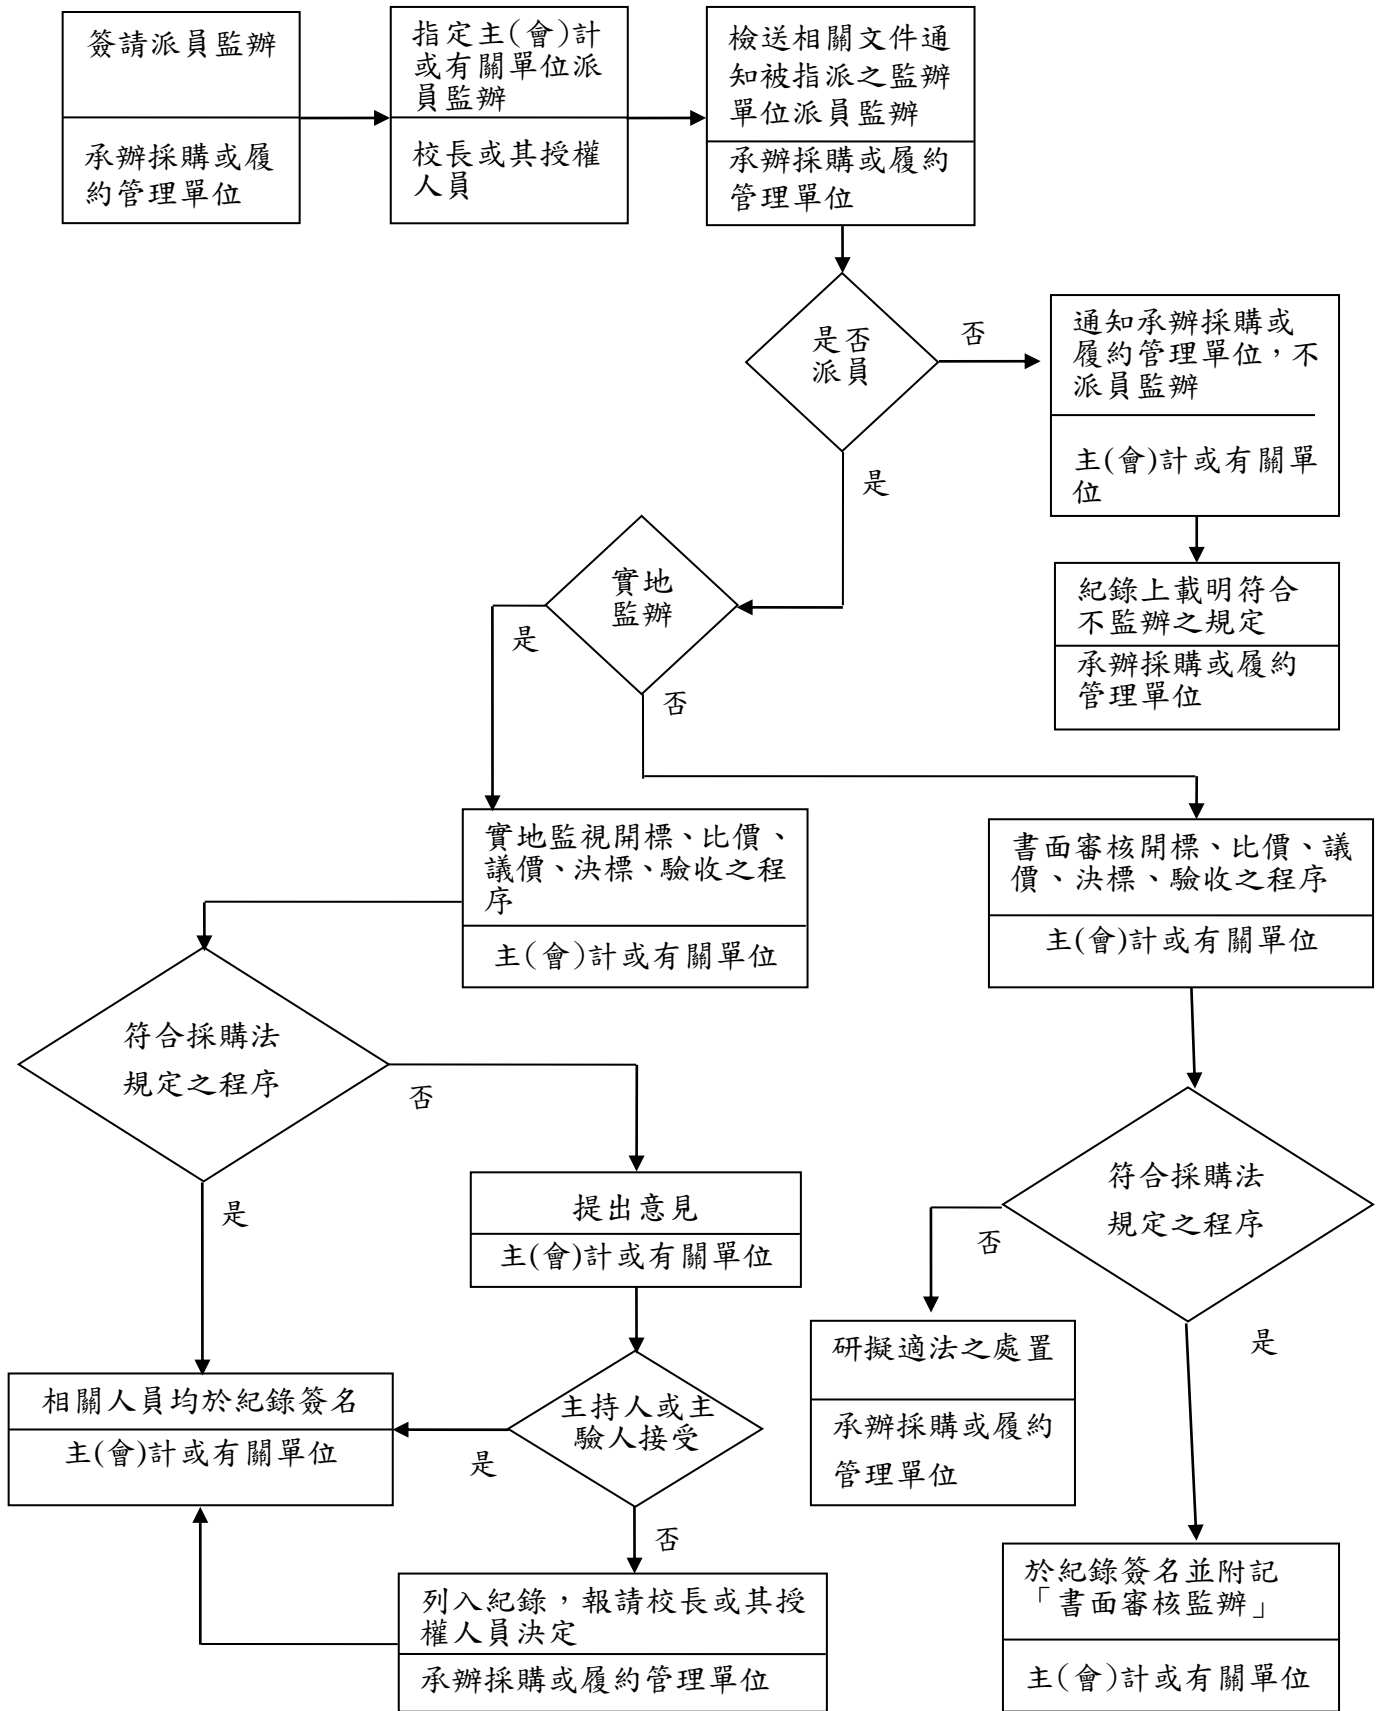 簽請派員監辦
承辦採購或履
約管理單位
指定主(會)計
或有關單位派
員監辦
校長或其授權
人員
檢送相關文件通
知被指派之監辦
單位派員監辦
承辦採購或履約
管理單位
是否
派員
否
通知承辦採購或
履約管理單位，不
派員監辦
主(會)計或有關單
位
是
紀錄上載明符合
不監辦之規定
承辦採購或履約
管理單位
實地
監辦
是
否
實地監視開標、比價、
議價、決標、驗收之程
序
主(會)計或有關單位
書面審核開標、比價、議
價、決標、驗收之程序
主(會)計或有關單位
符合採購法
規定之程序
否
是
提出意見
主(會)計或有關單位
符合採購法
規定之程序
否
是
研擬適法之處置
承辦採購或履約
管理單位
相關人員均於紀錄簽名
主(會)計或有關單位
主持人或主
驗人接受
是
否
列入紀錄，報請校長或其授
權人員決定
承辦採購或履約管理單位
於紀錄簽名並附記
「書面審核監辦」
主(會)計或有關單位